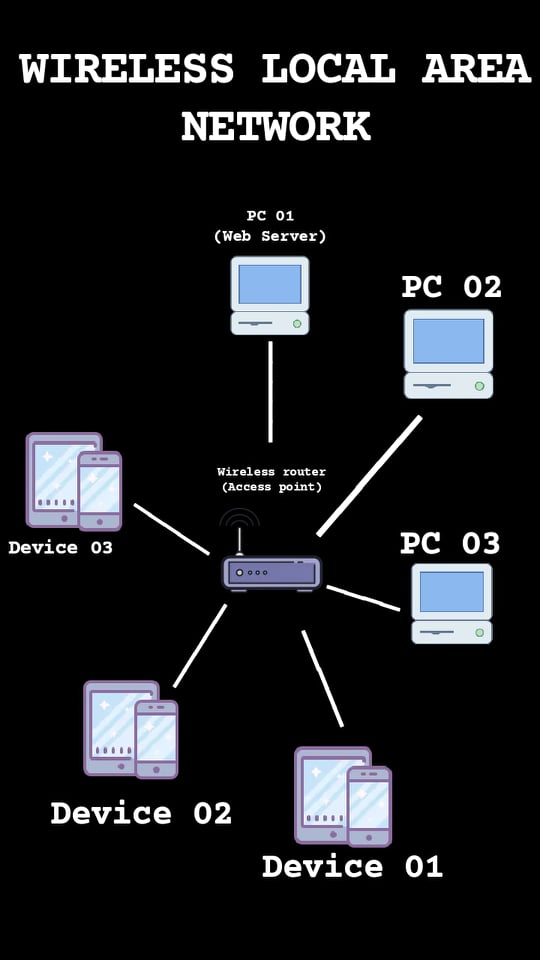 WIRELESS LOCAL AREA
NETWORK
PC 01
(Web Server)
PC 02
Wireless router
(Access point)
Device 03
PC 03
Device 02
Device 01